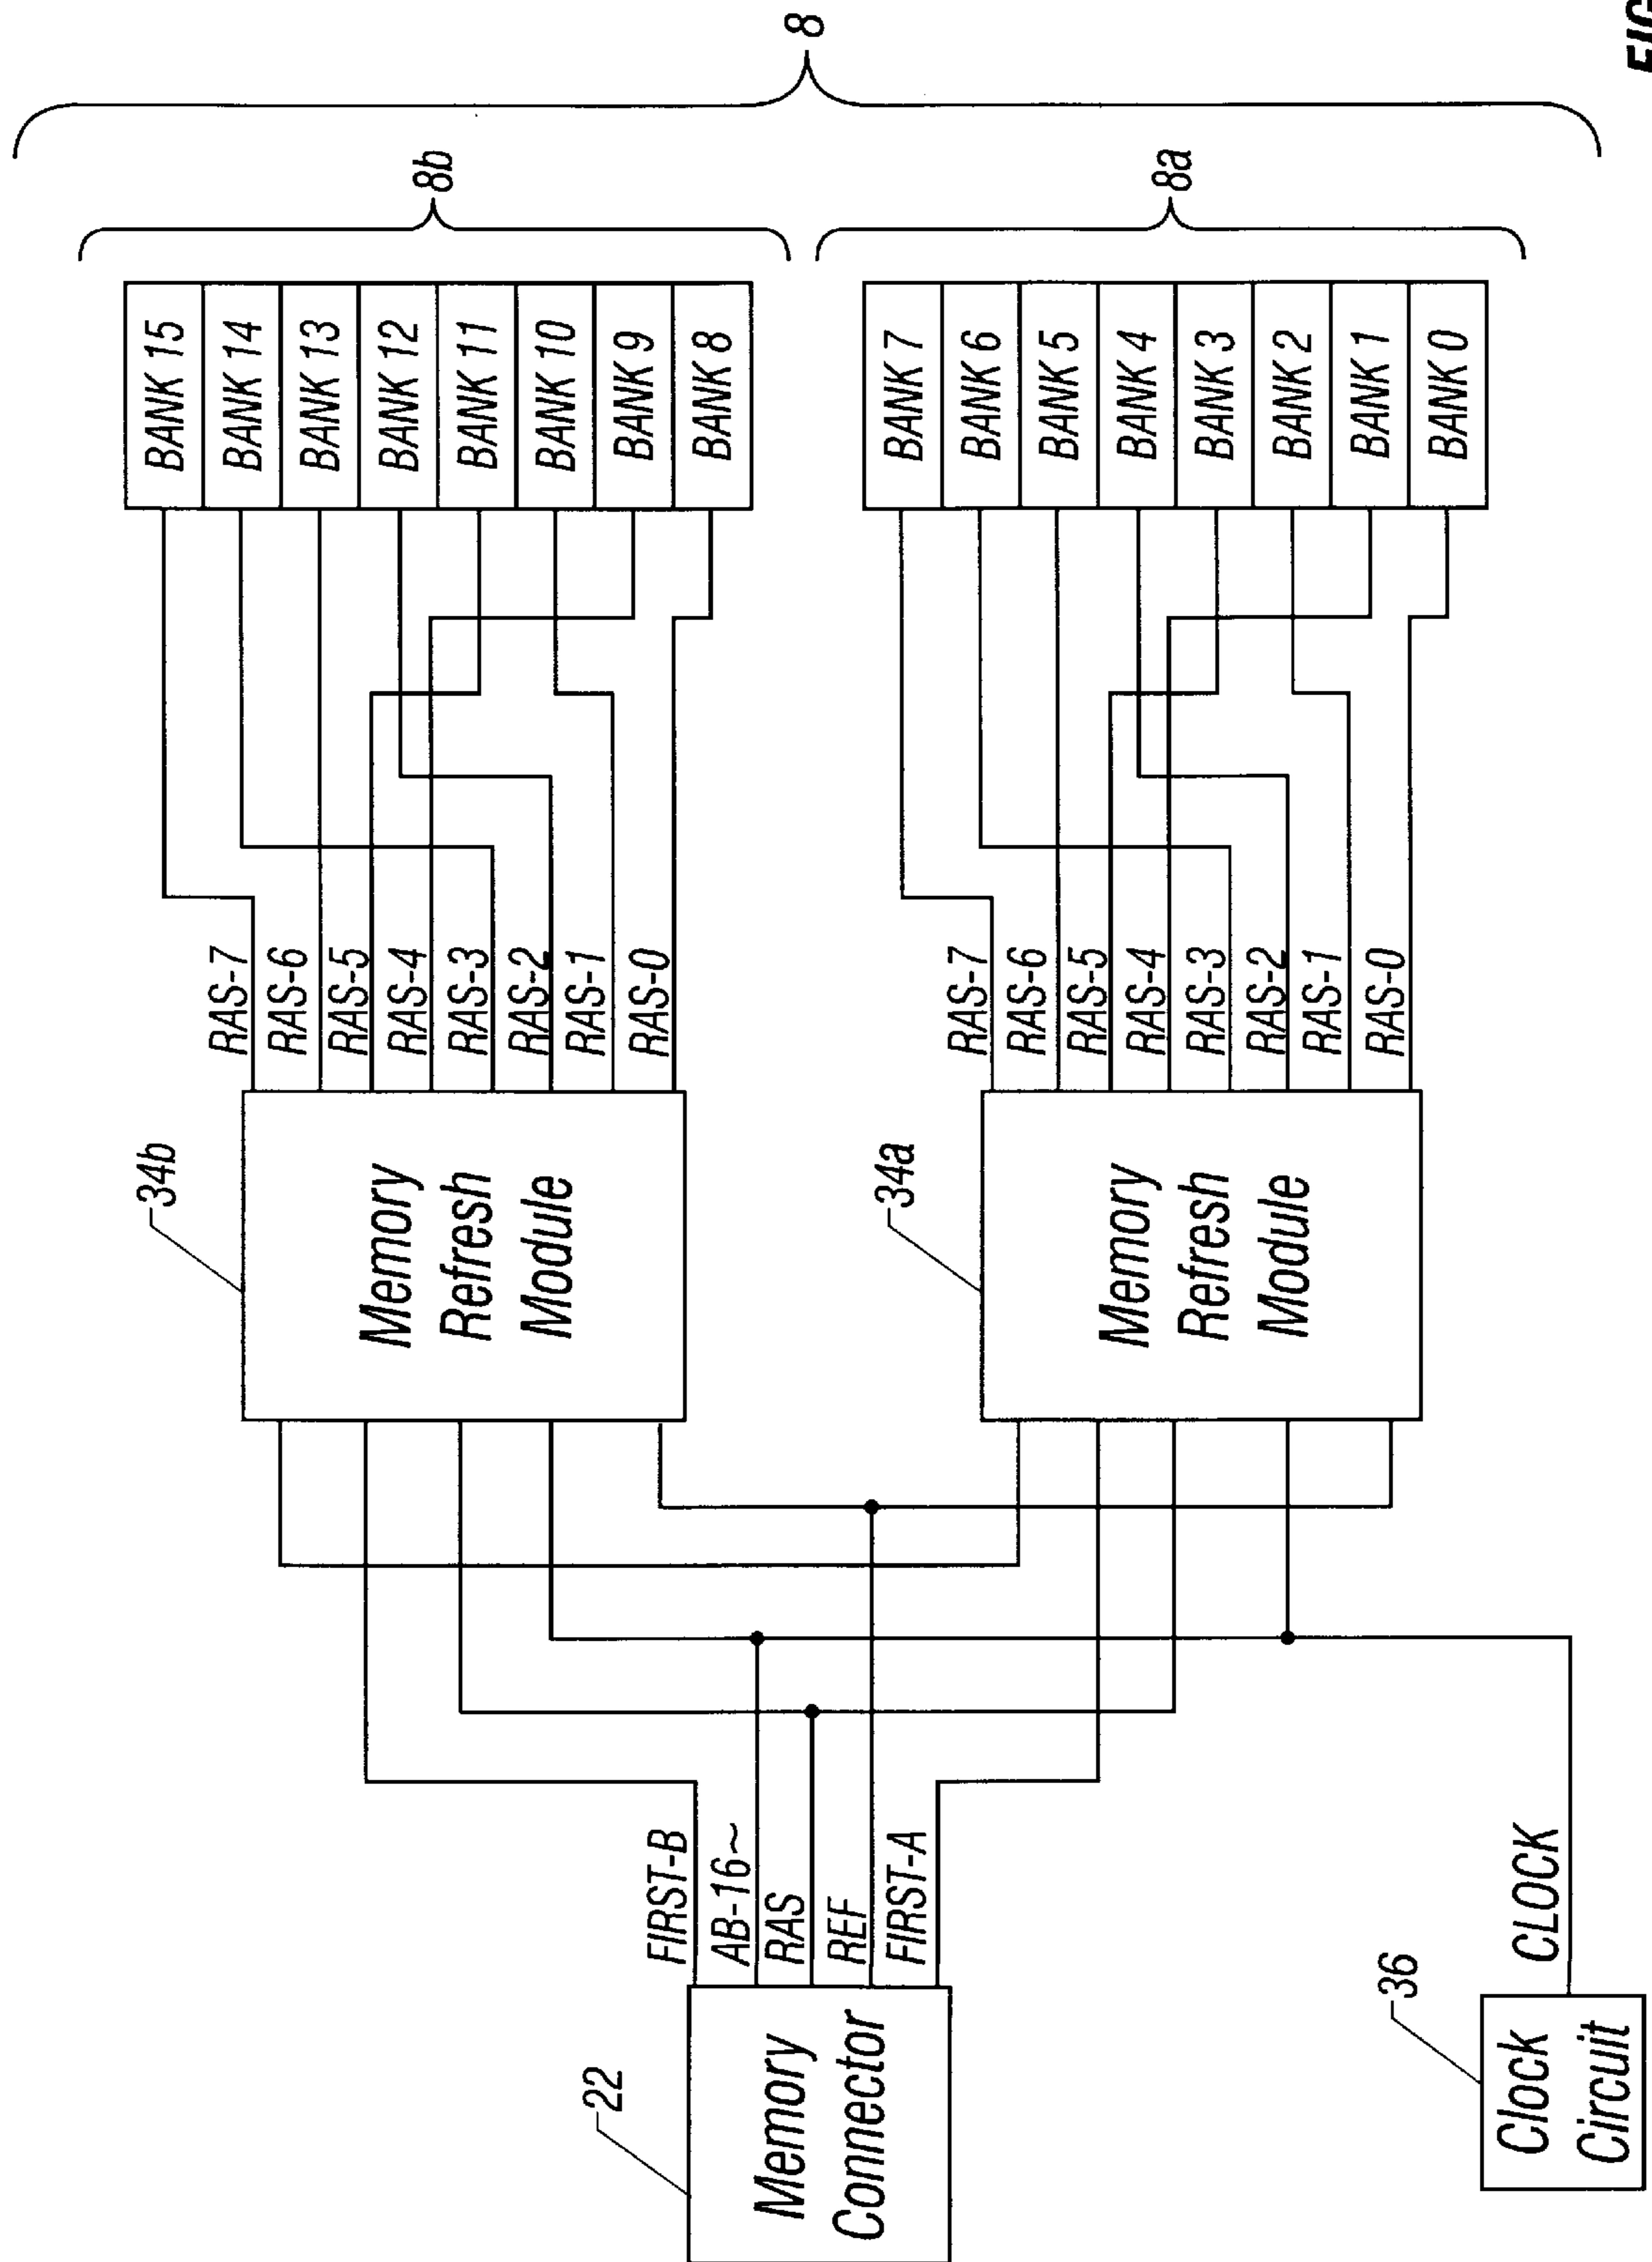 8
8b
8a
BANK 15
BANK 14
BANK 13
BANK 12
BANK 11
BANK 10
BANK 9
BANK 8
BANK 7
BANK 6
BANK 5
BANK 4
BANK 3
BANK 2
BANK 1
BANK 0
RAS-7
RAS-6
RAS-5
RAS-4
RAS-3
RAS-2
RAS-1
RAS-0
RAS-7
RAS-6
RAS-5
RAS-4
RAS-3
RAS-2
RAS-1
RAS-0
34b
Memory
Refresh
Module
34a
Memory
Refresh
Module
FIRST-B
AB-16~
RAS
REF
FIRST-A
22
Memory
Connector
CLOCK
36
Clock
Circuit